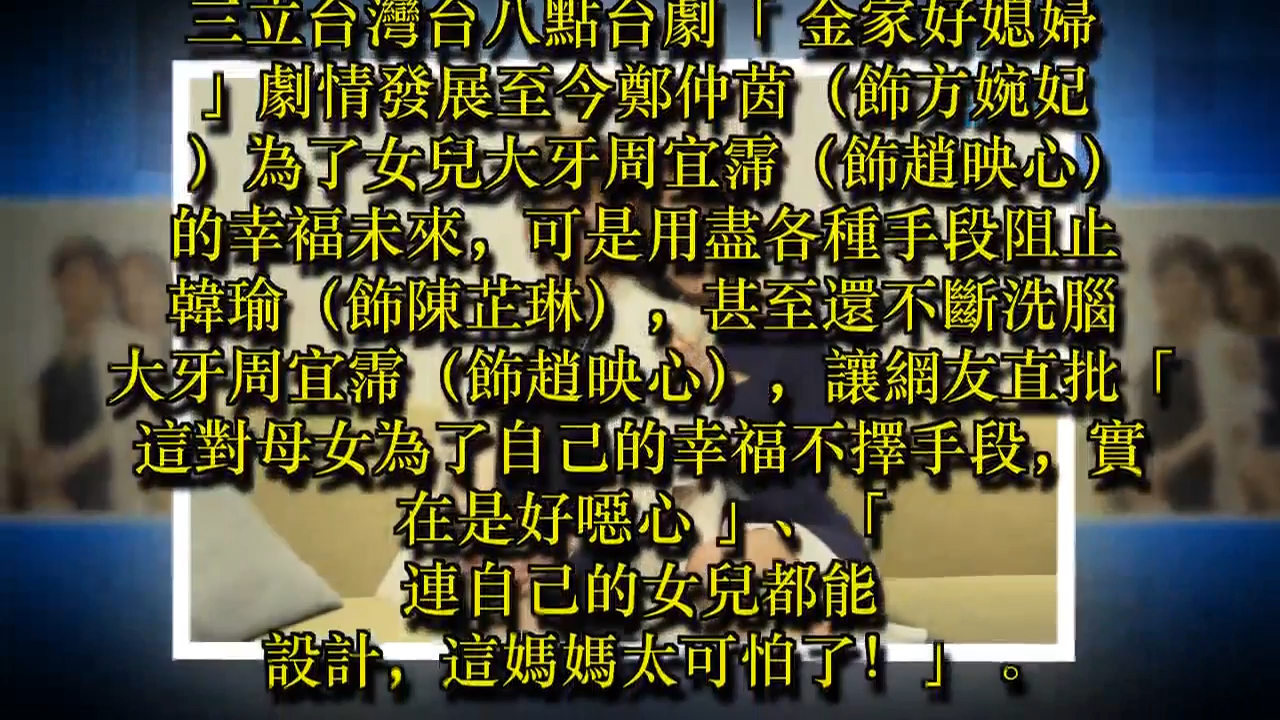 三立台灣台八點台劇「 金家好媳婦
」劇情發展至今鄭仲茵（飾方婉妃
）為了女兒大牙周宜霈（飾趙映心）
的幸福未來，可是用盡各種手段阻止
韓瑜（飾陳芷琳），甚至還不斷洗腦
大牙周宜霈（飾趙映心），讓網友直批「
這對母女為了自己的幸福不擇手段，實
在是好噁心 」、 「
連自己的女兒都能
設計，這媽媽太可怕了！」 。